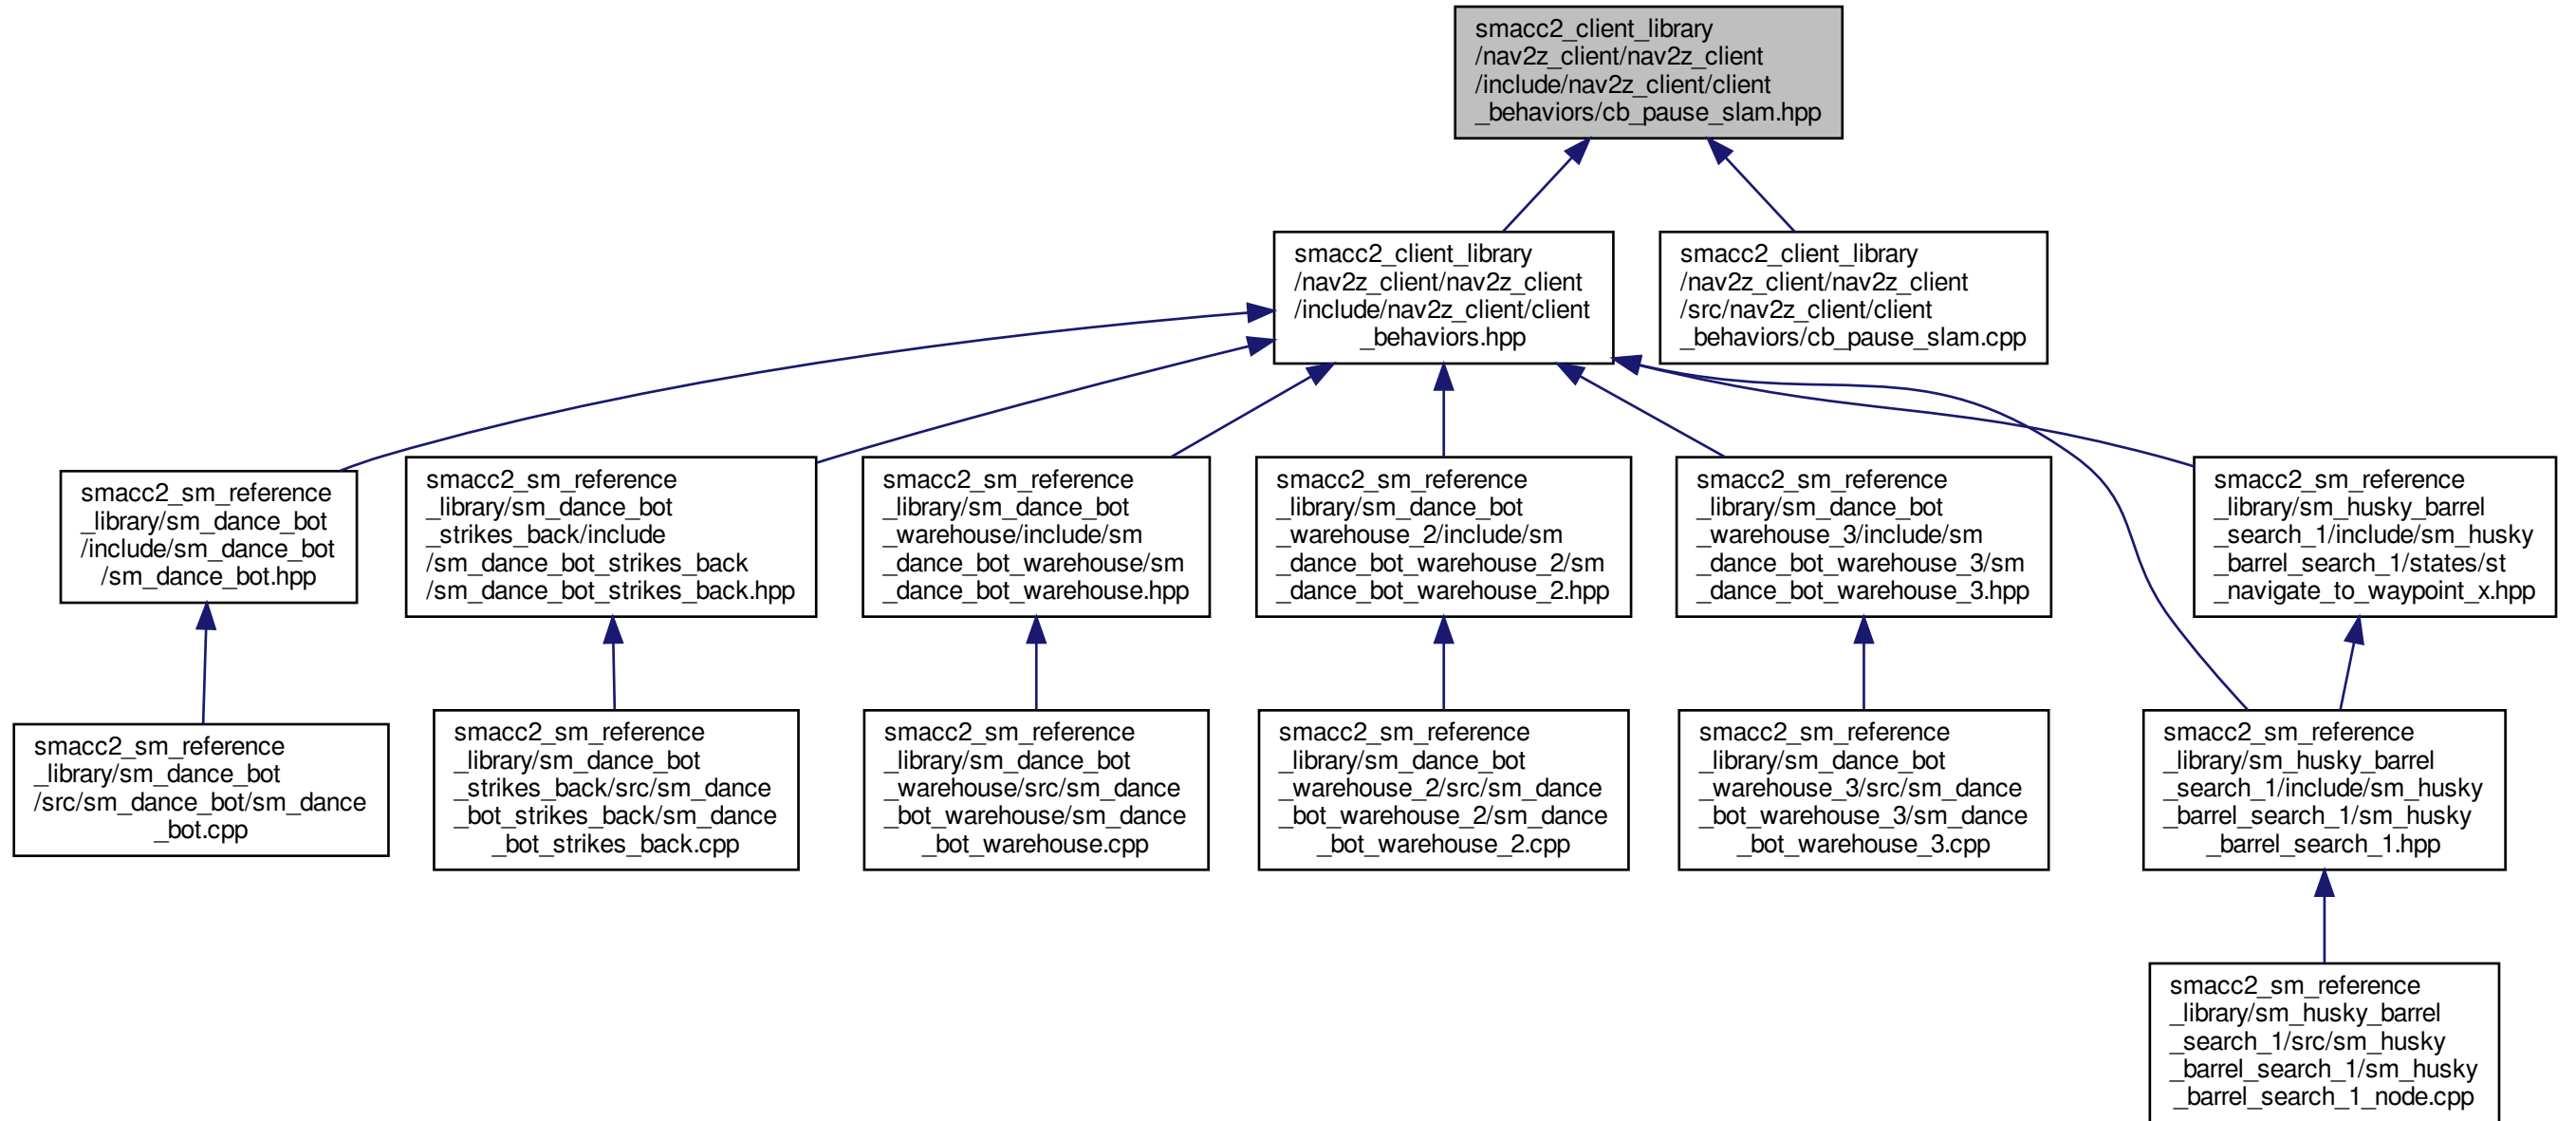 smacc2_client_library
/nav2z_client/nav2z_client
/include/nav2z_client/client
_behaviors/cb_pause_slam.hpp
smacc2_client_library
/nav2z_client/nav2z_client
/include/nav2z_client/client
_behaviors.hpp
smacc2_client_library
/nav2z_client/nav2z_client
/src/nav2z_client/client
_behaviors/cb_pause_slam.cpp
smacc2_sm_reference
_library/sm_dance_bot
/include/sm_dance_bot
/sm_dance_bot.hpp
smacc2_sm_reference
_library/sm_dance_bot
_strikes_back/include
/sm_dance_bot_strikes_back
/sm_dance_bot_strikes_back.hpp
smacc2_sm_reference
_library/sm_dance_bot
_warehouse/include/sm
_dance_bot_warehouse/sm
_dance_bot_warehouse.hpp
smacc2_sm_reference
_library/sm_dance_bot
_warehouse_2/include/sm
_dance_bot_warehouse_2/sm
_dance_bot_warehouse_2.hpp
smacc2_sm_reference
_library/sm_dance_bot
_warehouse_3/include/sm
_dance_bot_warehouse_3/sm
_dance_bot_warehouse_3.hpp
smacc2_sm_reference
_library/sm_husky_barrel
_search_1/include/sm_husky
_barrel_search_1/states/st
_navigate_to_waypoint_x.hpp
smacc2_sm_reference
_library/sm_dance_bot
/src/sm_dance_bot/sm_dance
_bot.cpp
smacc2_sm_reference
_library/sm_dance_bot
_strikes_back/src/sm_dance
_bot_strikes_back/sm_dance
_bot_strikes_back.cpp
smacc2_sm_reference
_library/sm_dance_bot
_warehouse/src/sm_dance
_bot_warehouse/sm_dance
_bot_warehouse.cpp
smacc2_sm_reference
_library/sm_dance_bot
_warehouse_2/src/sm_dance
_bot_warehouse_2/sm_dance
_bot_warehouse_2.cpp
smacc2_sm_reference
_library/sm_dance_bot
_warehouse_3/src/sm_dance
_bot_warehouse_3/sm_dance
_bot_warehouse_3.cpp
smacc2_sm_reference
_library/sm_husky_barrel
_search_1/include/sm_husky
_barrel_search_1/sm_husky
_barrel_search_1.hpp
smacc2_sm_reference
_library/sm_husky_barrel
_search_1/src/sm_husky
_barrel_search_1/sm_husky
_barrel_search_1_node.cpp